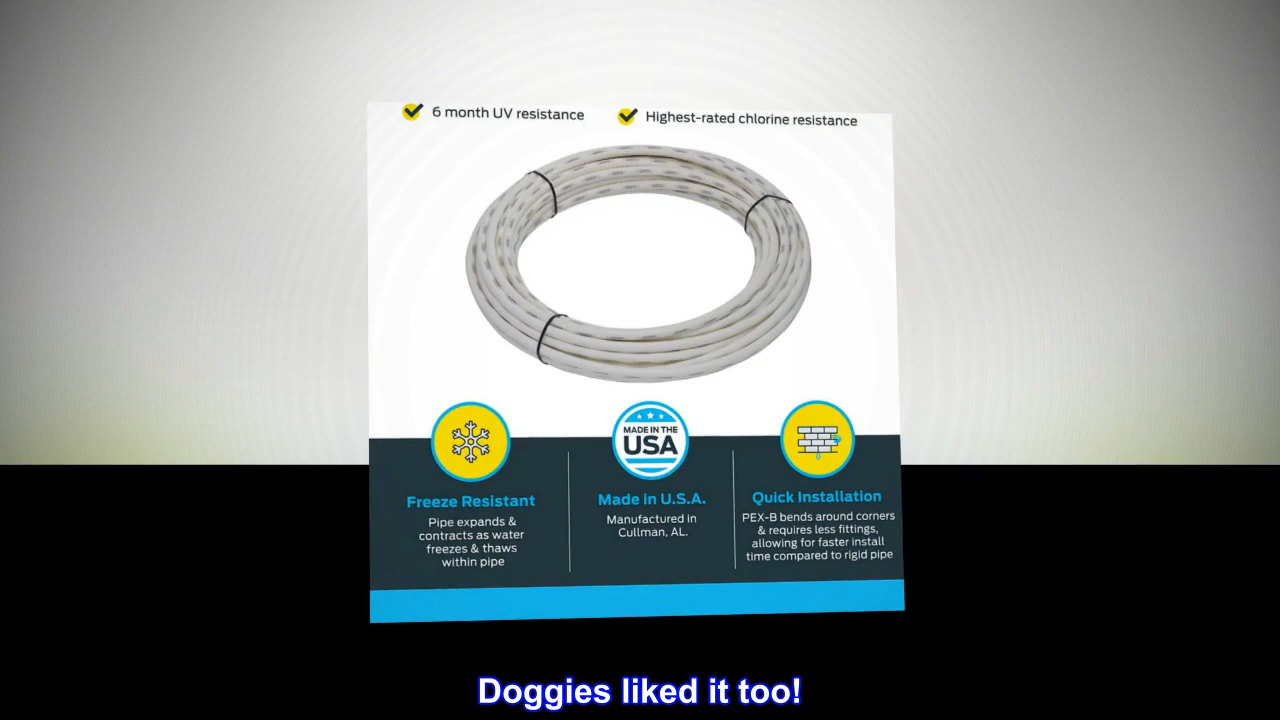 6 month UV resistance
Highest-rated chlorine resistance
MADE IN THE
USA
Freeze Resistant
Pipe expands &
contracts as water
freezes & thaws
within pipe
Made in U.S.A.
Manufactured in
Cullman, AL.
Quick Installation
PEX-B bends around corners
& requires less fittings,
allowing for faster install
time compared to rigid pipe
Doggies liked it too!